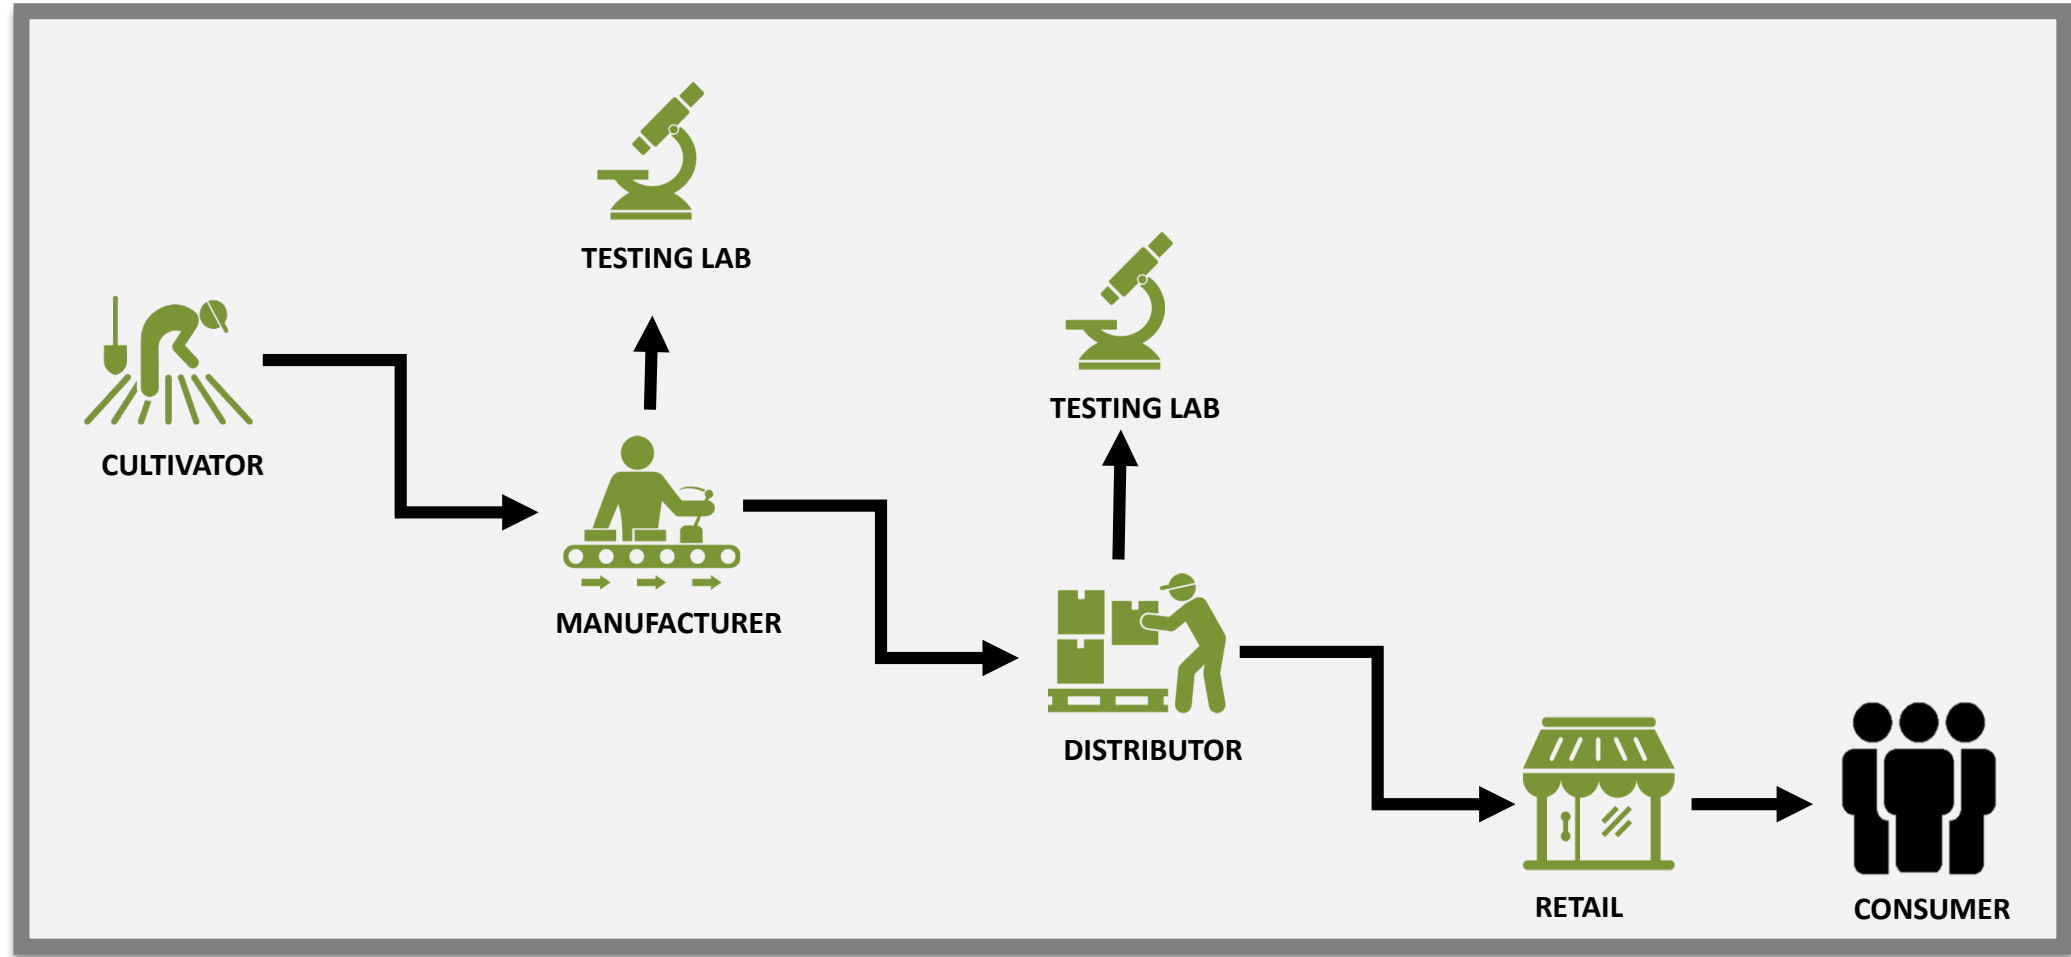 TESTING LAB
TESTING LAB
CULTIVATOR
MANUFACTURER
DISTRIBUTOR
RETAIL
CONSUMER